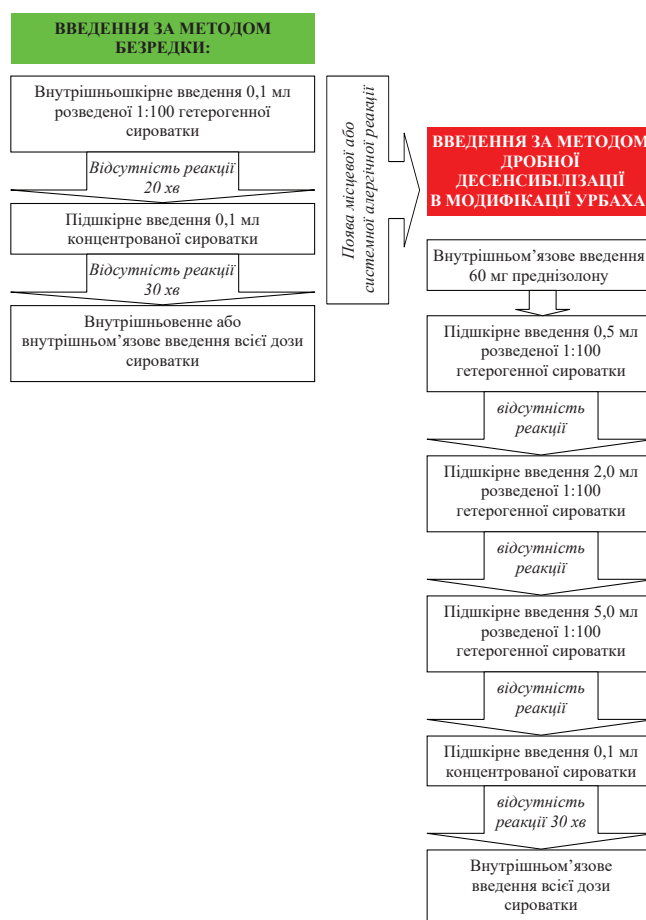 ВВЕДЕННЯ ЗА МЕТОДОМ
БЕЗРЕДКИ:
Внутрішньошкірне введення 0,1 мл
розведеної 1:100 гетерогенної
сироватки
Відсутність реакції
20 хв
Підшкірне введення 0,1 мл
концентрованої сироватки
Відсутність реакції
30 хв
Внутрішньовенне або
внутрішньом’язове введення всієї дози
сироватки
Поява місцевої або
системної алергічної реакції
ВВЕДЕННЯ ЗА МЕТОДОМ
ДРОБНОЇ
ДЕСЕНСИБІЛІЗАЦІЇ
В МОДИФІКАЦІЇ УРБАХА
Внутрішньом’язове введення
60 мг преднізолону
Підшкірне введення 0,5 мл
розведеної 1:100
гетерогенної сироватки
відсутність
реакції
Підшкірне введення 2,0 мл
розведеної 1:100
гетерогенної сироватки
відсутність
реакції
Підшкірне введення 5,0 мл
розведеної 1:100
гетерогенної сироватки
відсутність
реакції
Підшкірне введення 0,1 мл
концентрованої сироватки
відсутність
реакції 30 хв
Внутрішньом’язове
введення всієї дози
сироватки